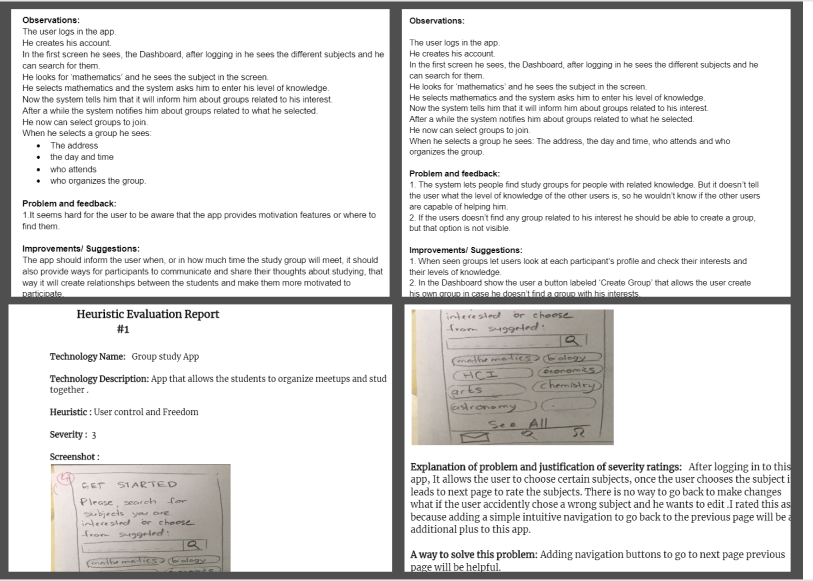 Observations:
The user logs in the app.
He creates his account.
In the first screen he sees, the Dashboard, after logging in he sees the different subjects and he
can search for them.
He looks for 'mathematics' and he sees the subject in the screen.
He selects mathematics and the system asks him to enter his level of knowledge.
Now the system tells him that it will inform him about groups related to his interest.
After a while the system notifies him about groups related to what he selected.
He now can select groups to join.
When he selects a group he sees:
• The address
• the day and time
• who attends
• who organizes the group.
Problem and feedback:
1.It seems hard for the user to be aware that the app provides motivation features or where to
find them.
Improvements/ Suggestions:
The app should inform the user when, or in how much time the study group will meet, it should
also provide ways for participants to communicate and share their thoughts about studying, that
way it will create relationships between the students and make them more motivated to
participate.
Observations:
The user logs in the app.
He creates his account.
In the first screen he sees, the Dashboard, after logging in he sees the different subjects and he
can search for them.
He looks for 'mathematics' and he sees the subject in the screen.
He selects mathematics and the system asks him to enter his level of knowledge.
Now the system tells him that it will inform him about groups related to his interest.
After a while the system notifies him about groups related to what he selected.
He now can select groups to join.
When he selects a group he sees: The address, the day and time, who attends and who
organizes the group.
Problem and feedback:
1. The system lets people find study groups for people with related knowledge. But it doesn't tell
the user what the level of knowledge of the other users is, so he wouldn't know if the other users
are capable of helping him.
2. If the users doesn't find any group related to his interest he should be able to create a group,
but that option is not visible.
Improvements/ Suggestions:
1. When seen groups let users look at each participant's profile and check their interests and
their levels of knowledge.
2. In the Dashboard show the user a button labeled 'Create Group' that allows the user create
his own group in case he doesn't find a group with his interests.
Heuristic Evaluation Report
#1
Technology Name: Group study App
Technology Description: App that allows the students to organize meetups and stud
together .
Heuristic : User control and Freedom
Severity : 3
Screenshot :
GET STARTED
Please search for
subjects you are
interested or choose
from suggested:
mathematics biology
interested or choose
from suggested:
mathematics biology
HCI economics
arts chemistry
astronomy
See All
Explanation of problem and justification of severity ratings: After logging in to this
app, It allows the user to choose certain subjects, once the user chooses the subject i
leads to next page to rate the subjects. There is no way to go back to make changes
what if the user accidently chose a wrong subject and he wants to edit .I rated this as
because adding a simple intuitive navigation to go back to the previous page will be a
additional plus to this app.
A way to solve this problem: Adding navigation buttons to go to next page previous
page will be helpful.